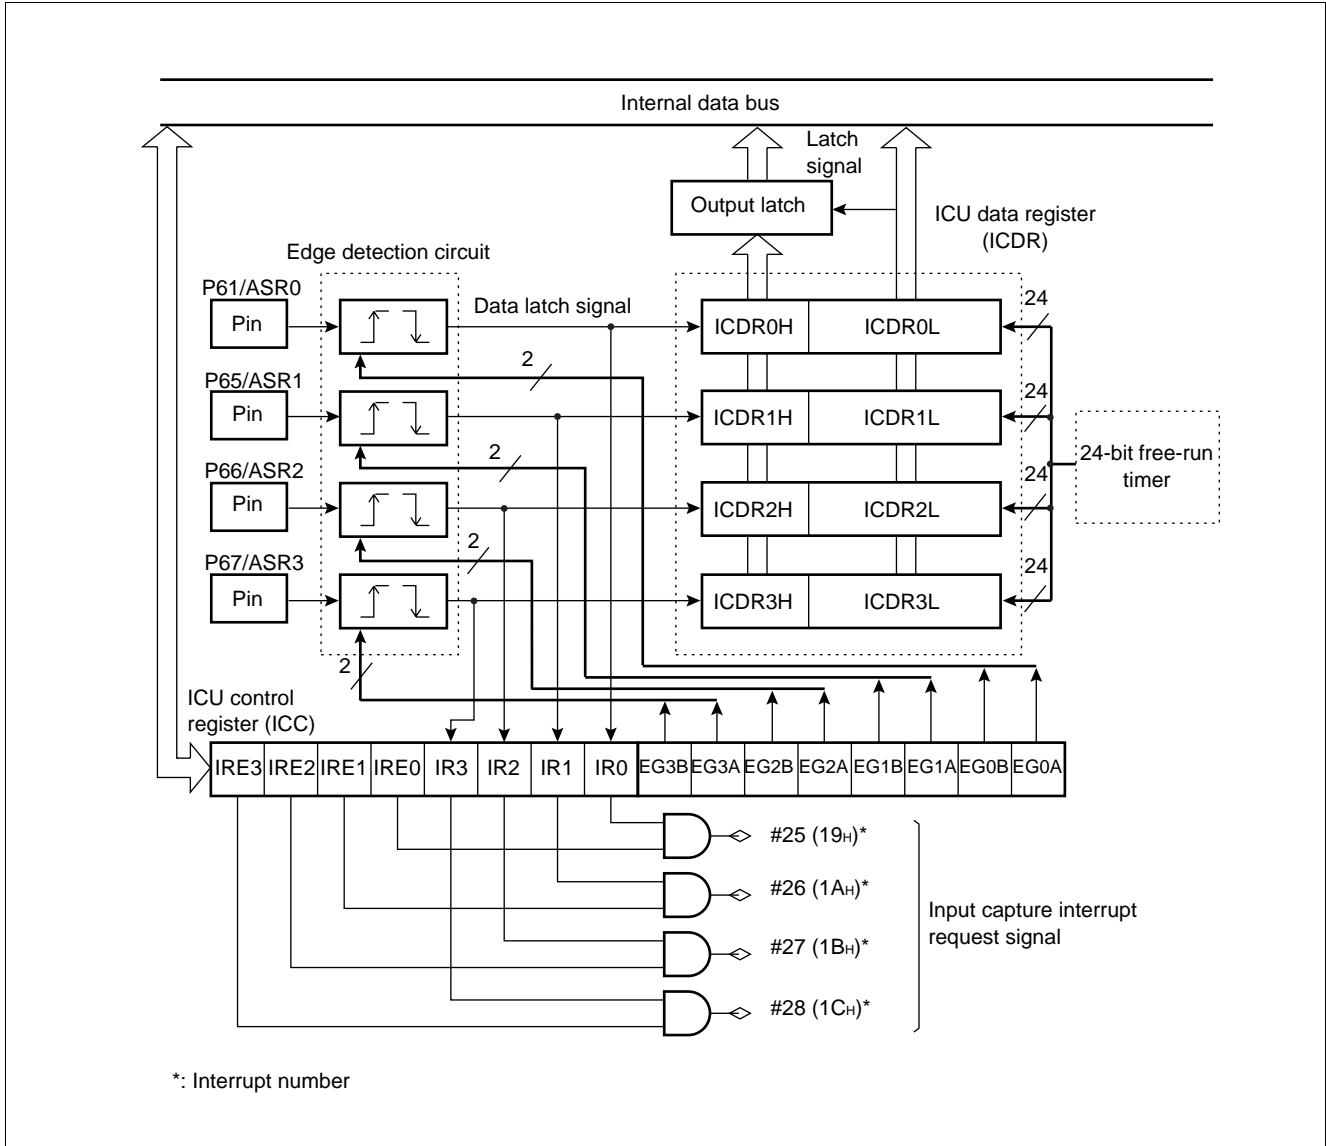 Internal data bus
Latch
signal
Output latch
ICU data register
(ICDR)
Edge detection circuit
P61/ASR0
Pin
Data latch signal
ICDR0H
ICDR0L
24
2
P65/ASR1
Pin
ICDR1H
ICDR1L
24
2
24-bit free-run
timer
P66/ASR2
Pin
ICDR2H
ICDR2L
24
2
P67/ASR3
Pin
ICDR3H
ICDR3L
24
2
ICU control
register (ICC)
IRE3 IRE2 IRE1 IRE0 IR3 IR2 IR1 IR0 EG3B EG3A EG2B EG2A EG1B EG1A EG0B EG0A
#25 (19H)*
#26 (1AH)*
#27 (1BH)*
#28 (1CH)*
Input capture interrupt
request signal
*: Interrupt number